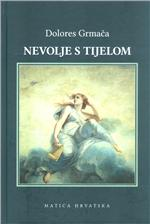 Dolores Grmača
NEVOLJE S TIJELOM
MATICA HRVATSKA